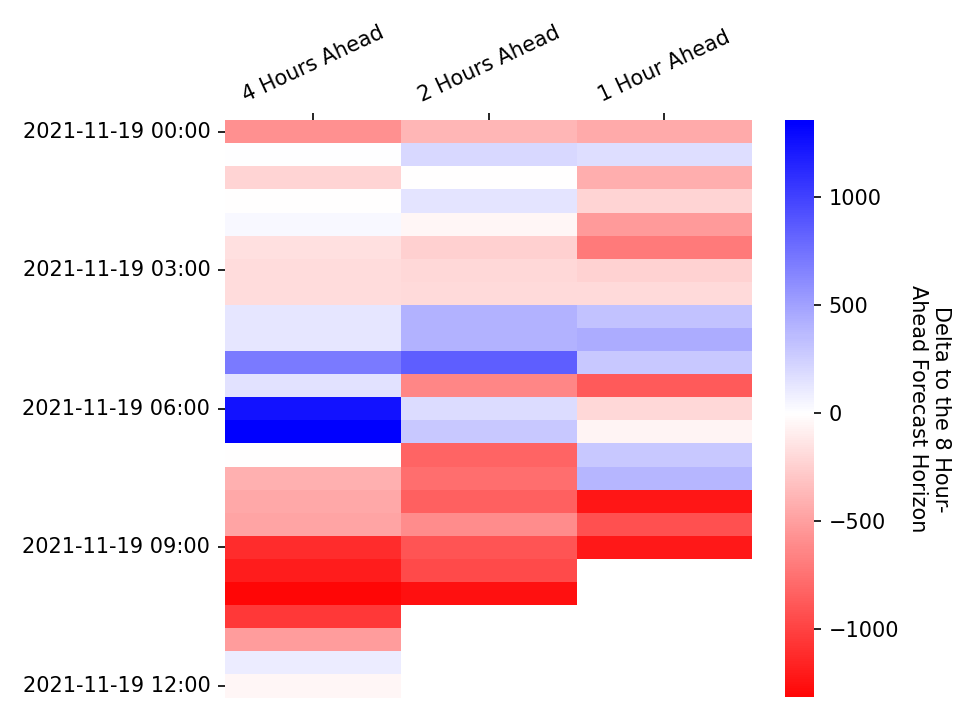 4 Hours Ahead
2 Hours Ahead
1 Hour Ahead
2021-11-19 00:00
2021-11-19 03:00
2021-11-19 06:00
2021-11-19 09:00
2021-11-19 12:00
1000
500
0
−500
−1000
Delta to the 8 Hour-
Ahead Forecast Horizon